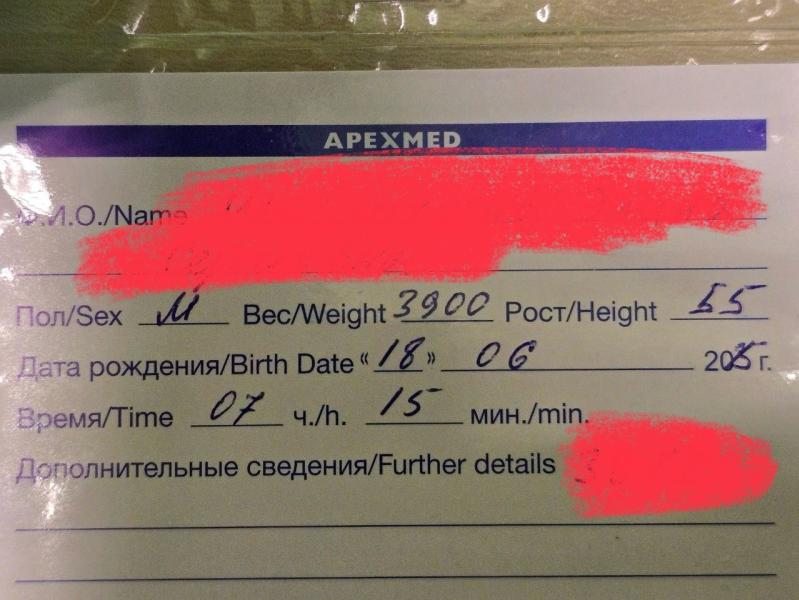 APEXMED
Ф.И.О./Name
Пол/Sex М Вес/Weight 3900 Рост/Height 55
Дата рождения/Birth Date «18» 06 г.
Время/Time 07 ч./h. 15 мин./min.
Дополнительные сведения/Further details